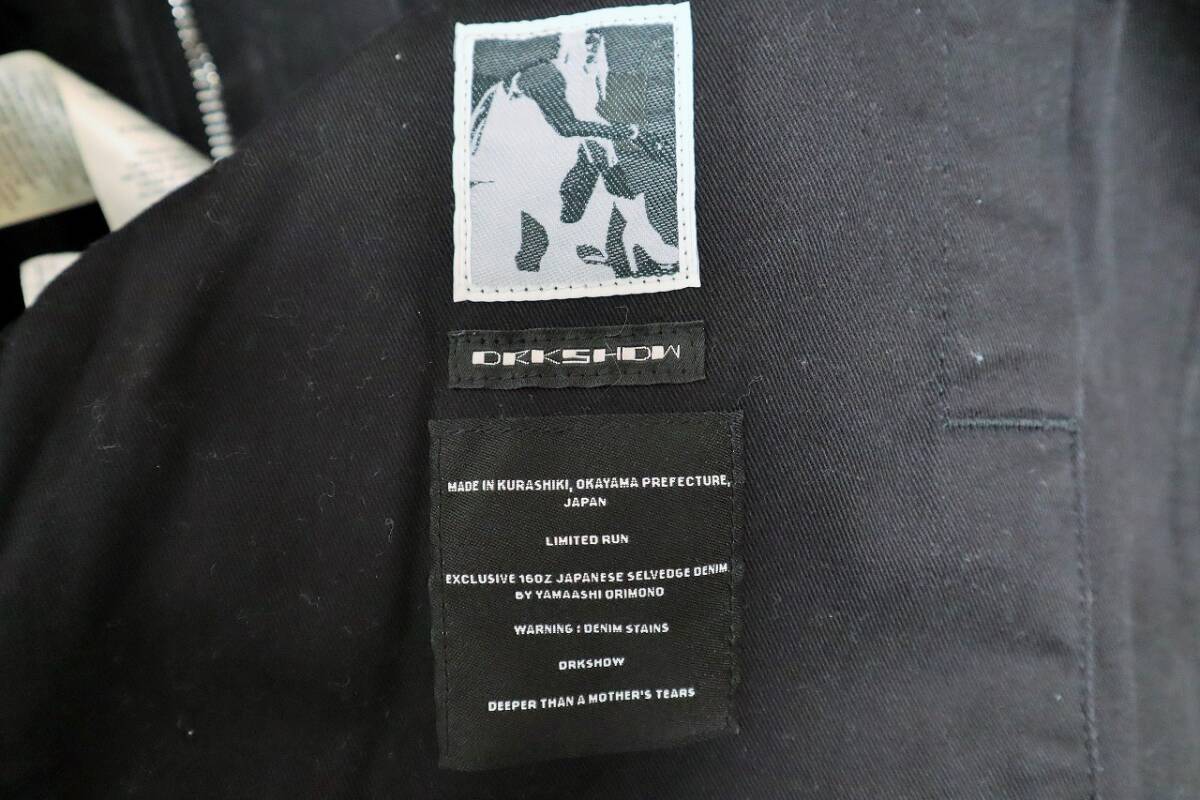 DRKSHDW
MADE IN KURASHIKI, OKAYAMA PREFECTURE,
JAPAN
LIMITED RUN
EXCLUSIVE 16OZ JAPANESE SELVEDGE DENIM
BY YAMAASHI ORIMONO
WARNING : DENIM STAINS
DRKSHDW
DEEPER THAN A MOTHER'S TEARS